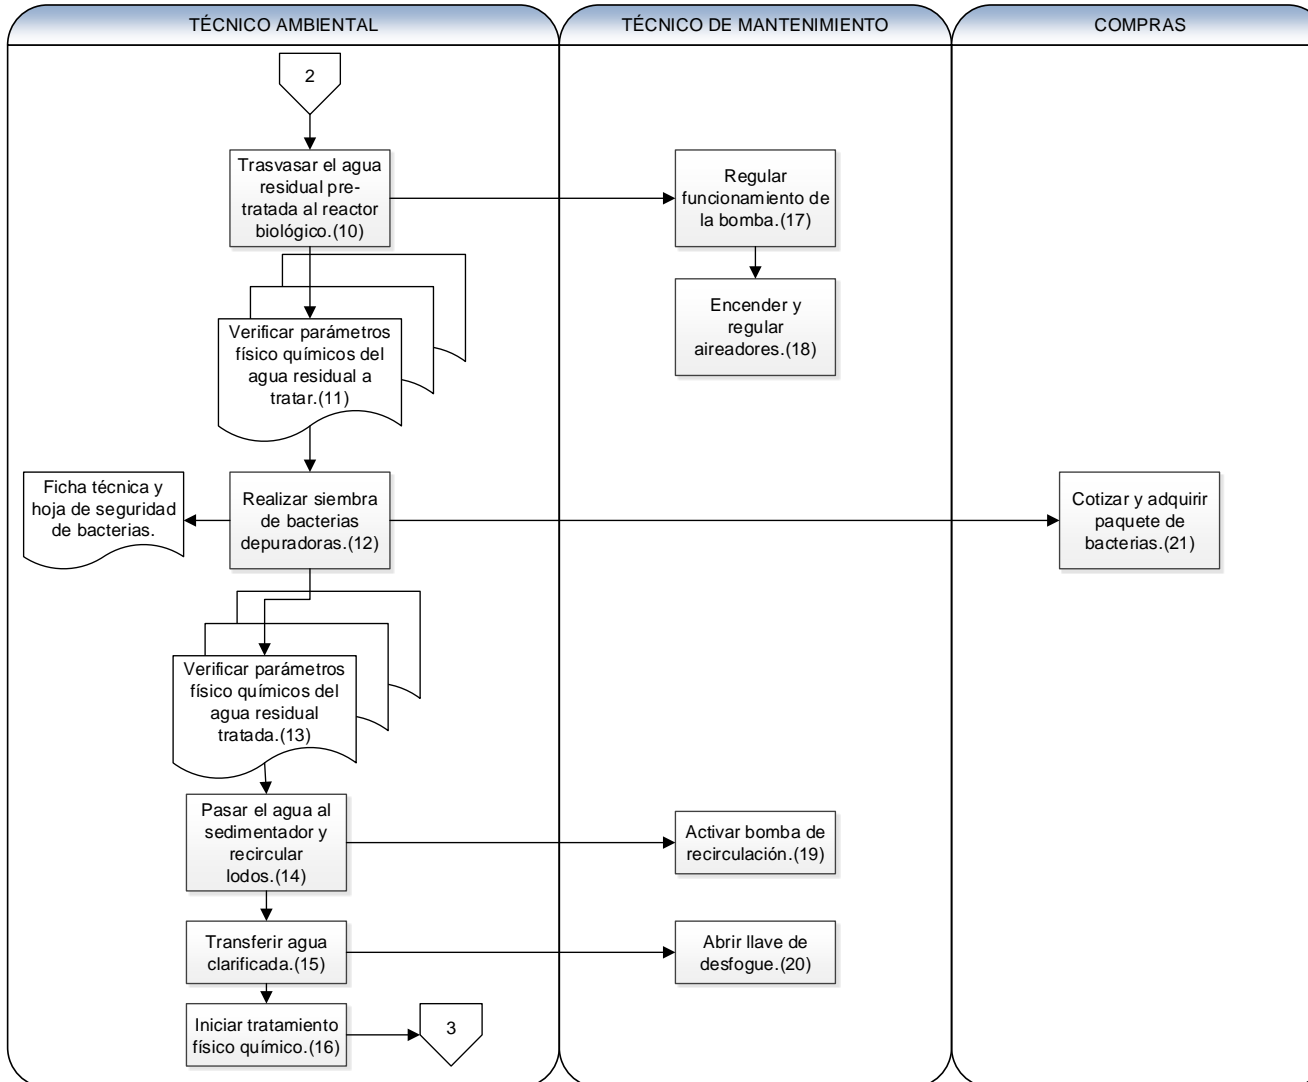 TÉCNICO AMBIENTAL
TÉCNICO DE MANTENIMIENTO
COMPRAS
2
Trasvasar el agua
residual pre-
tratada al reactor
biológico.(10)
Regular
funcionamiento de
la bomba.(17)
Encender y
regular
aireadores.(18)
Verificar parámetros
físico químicos del
agua residual a
tratar.(11)
Ficha técnica y
hoja de seguridad
de bacterias.
Realizar siembra
de bacterias
depuradoras.(12)
Cotizar y adquirir
paquete de
bacterias.(21)
Verificar parámetros
físico químicos del
agua residual
tratada.(13)
Pasar el agua al
sedimentador y
recircular
lodos.(14)
Activar bomba de
recirculación.(19)
Transferir agua
clarificada.(15)
Abrir llave de
desfogue.(20)
Iniciar tratamiento
físico químico.(16)
3